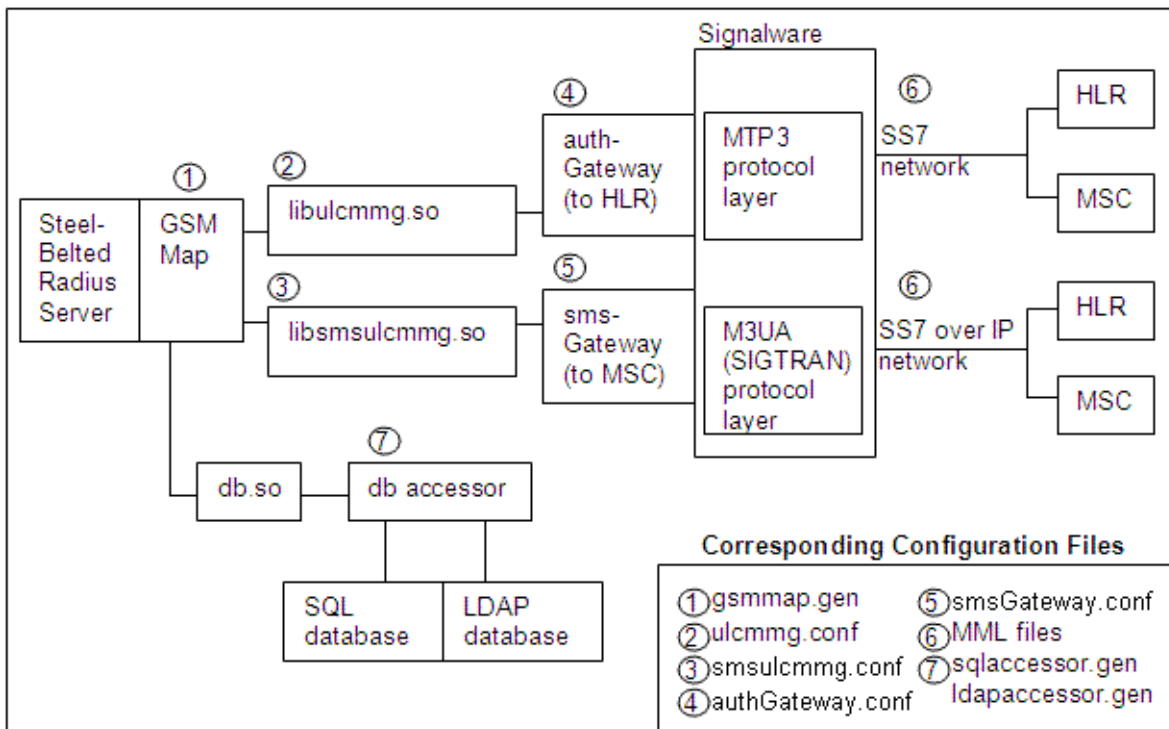 Signalware
④
auth-
Gateway
(to HLR)
MTP3
protocol
layer
⑥
SS7
network
HLR
MSC
①
②
Steel-
Belted
Radius
Server
GSM
Map
libulcmmg.so
③
libsmsulcmmg.so
⑤
sms-
Gateway
(to MSC)
M3UA
(SIGTRAN)
protocol
layer
⑥
SS7 over IP
network
HLR
MSC
⑦
db.so
db accessor
SQL
database
LDAP
database
Corresponding Configuration Files
①gsmmap.gen
②ulcmmg.conf
③smsulcmmg.conf
④authGateway.conf
⑤smsGateway.conf
⑥MML files
⑦sqlaccessor.gen
ldapaccessor.gen